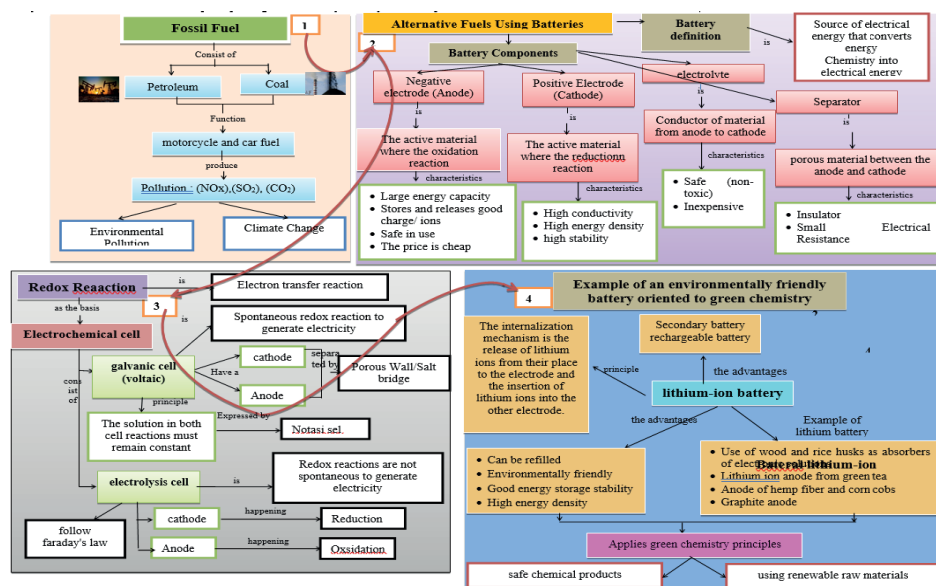 Fossil Fuel
1
Consist of
Petroleum
Coal
Function
motorcycle and car fuel
produce
Pollution : (NOx),(SO2), (CO2)
Environmental
Pollution
Climate Change
2
Alternative Fuels Using Batteries
Battery
definition
is
Source of electrical
energy that converts
energy
Chemistry into
electrical energy
Battery Components
Negative
electrode (Anode)
Positive Electrode
(Cathode)
electrolyte
Separator
is
is
is
is
The active material
where the oxidation
reaction
The active material
where the reductionn
reaction
Conductor of material
from anode to cathode
porous material between the
anode and cathode
characteristics
characteristics
characteristics
characteristics
• Large energy capacity
• Stores and releases good
charge/ ions
• Safe in use
• The price is cheap
• High conductivity
• High energy density
• high stability
• Safe (non-
toxic)
• Inexpensive
• Insulator
• Small Electrical
Resistance
Redox Reaaction
is
Electron transfer reaction
as the basis
3
Electrochemical cell
is
Spontaneous redox reaction to
generate electricity
consist
of
galvanic cell
(voltaic)
Have a
cathode
Anode
separa
ted by
Porous Wall/Salt
bridge
principle
The solution in both
cell reactions must
remain constant
Expressed by
Notasi sel
electrolysis cell
is
Redox reactions are not
spontaneous to generate
electricity
follow
faraday's law
cathode
happening
Reduction
Anode
happening
Oxsidation
4
Example of an environmentally friendly
battery oriented to green chemistry
The internalization
mechanism is the
release of lithium
ions from their place
to the electrode and
the insertion of
lithium ions into the
other electrode.
Secondary battery
rechargeable battery
principle
the advantages
lithium-ion battery
the advantages
Example of
lithium battery
• Can be refilled
• Environmentally friendly
• Good energy storage stability
• High energy density
• Use of wood and rice husks as absorbers
of
lithium-ion
• Lithium ion anode from green tea
• Anode of hemp fiber and corn cobs
• Graphite anode
Applies green chemistry principles
safe chemical products
using renewable raw materials